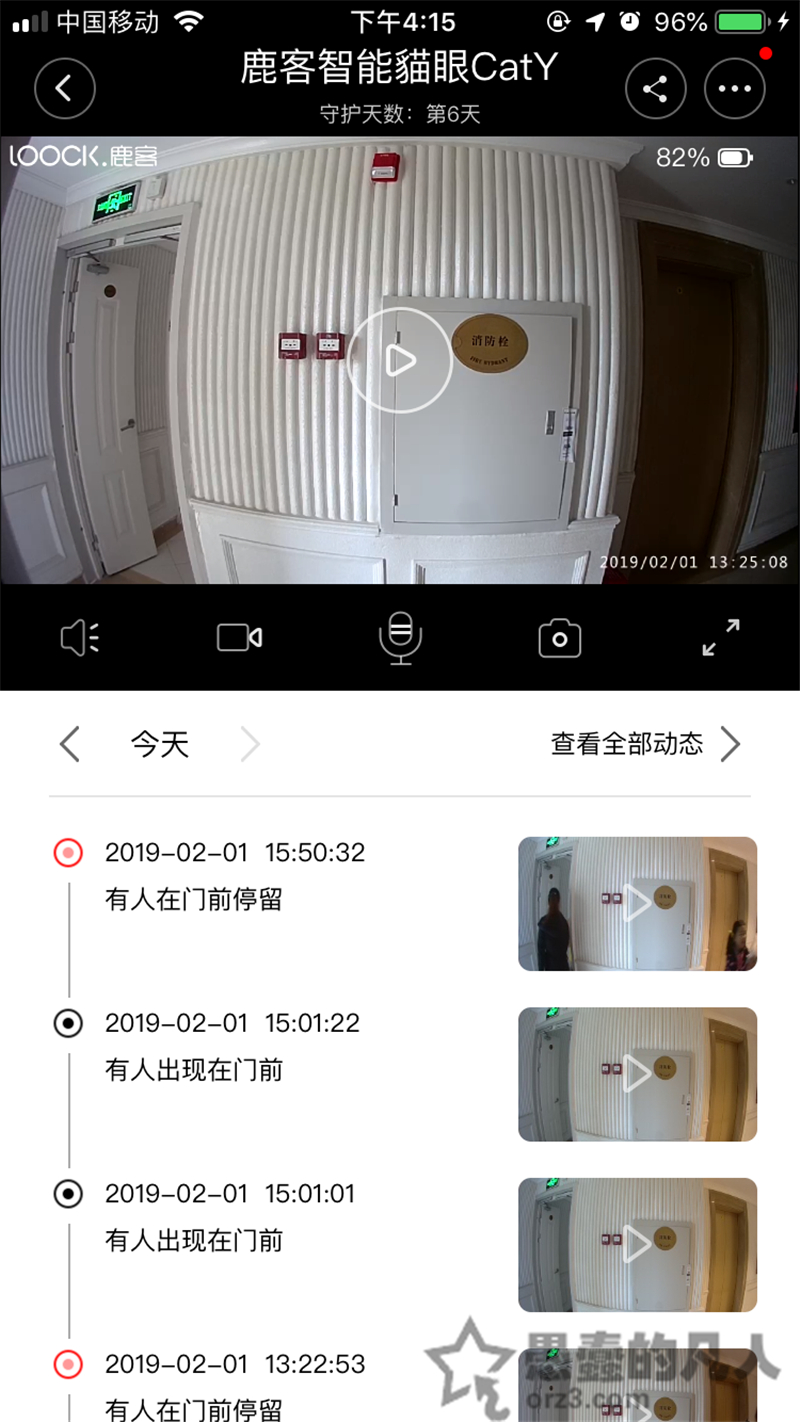 中国移动
下午4:15
96%
鹿客智能貓眼CatY
守护天数：第6天
LOOCK.鹿客
82%
EXIT
消防栓
FIRE HYDRANT
2019/02/01 13:25:08
今天
查看全部动态
2019-02-01 15:50:32
有人在门前停留
2019-02-01 15:01:22
有人出现在门前
2019-02-01 15:01:01
有人出现在门前
2019-02-01 13:22:53
有人在门前停留
愚蠢的凡人
orz3.com